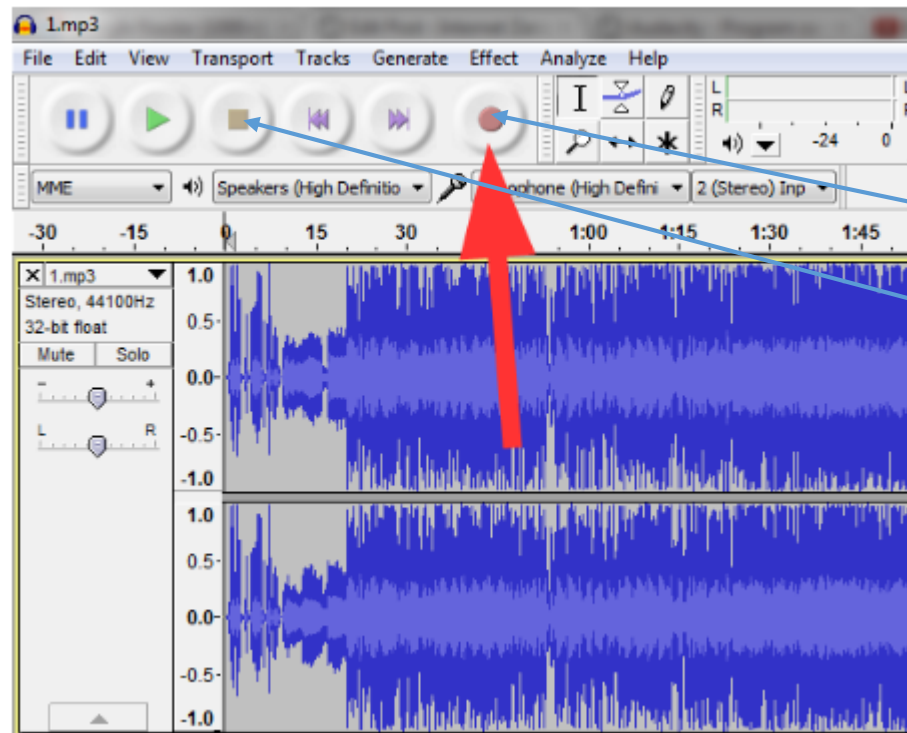 1.mp3
File Edit View Transport Tracks Generate Effect Analyze Help
L
R
-24 0
MME Speakers (High Definitio phone (High Defini 2 (Stereo) Inp
-30 -15 0 15 30 1:00 1:15 1:30 1:45
X 1.mp3
Stereo, 44100Hz
32-bit float
Mute Solo
- +
L R
1.0
0.5
0.0
-0.5
-1.0
1.0
0.5
0.0
-0.5
-1.0